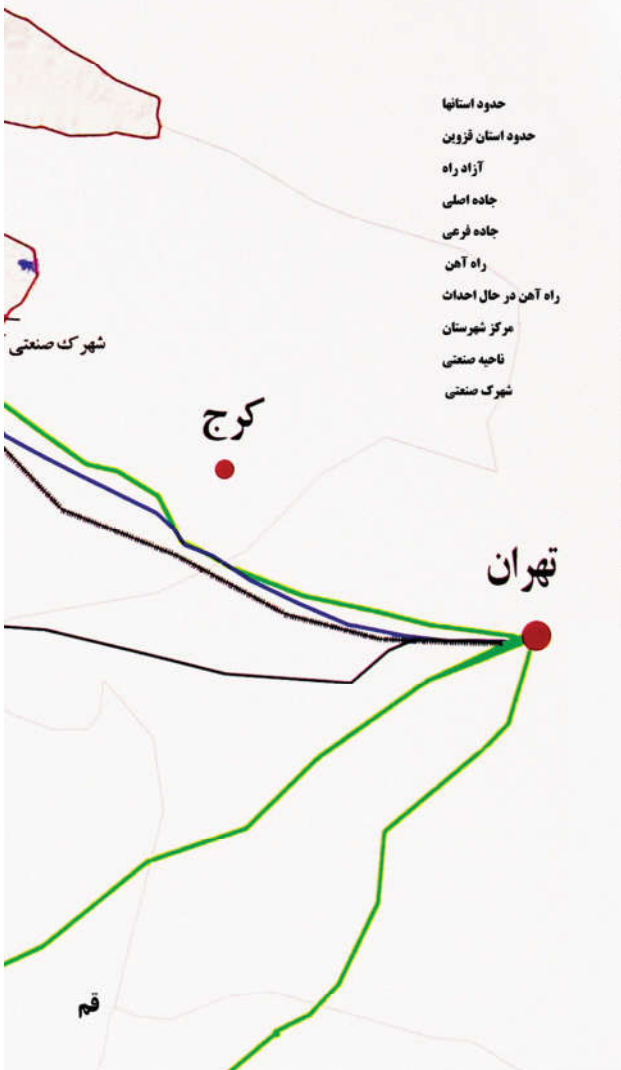 حدود استانها
حدود استان قزوین
آزاد راه
جاده اصلی
جاده فرعی
راه آهن
راه آهن در حال احداث
مرکز شهرستان
ناحیه صنعتی
شهرک صنعتی
شهرک صنعتی
کرج
تهران
قم